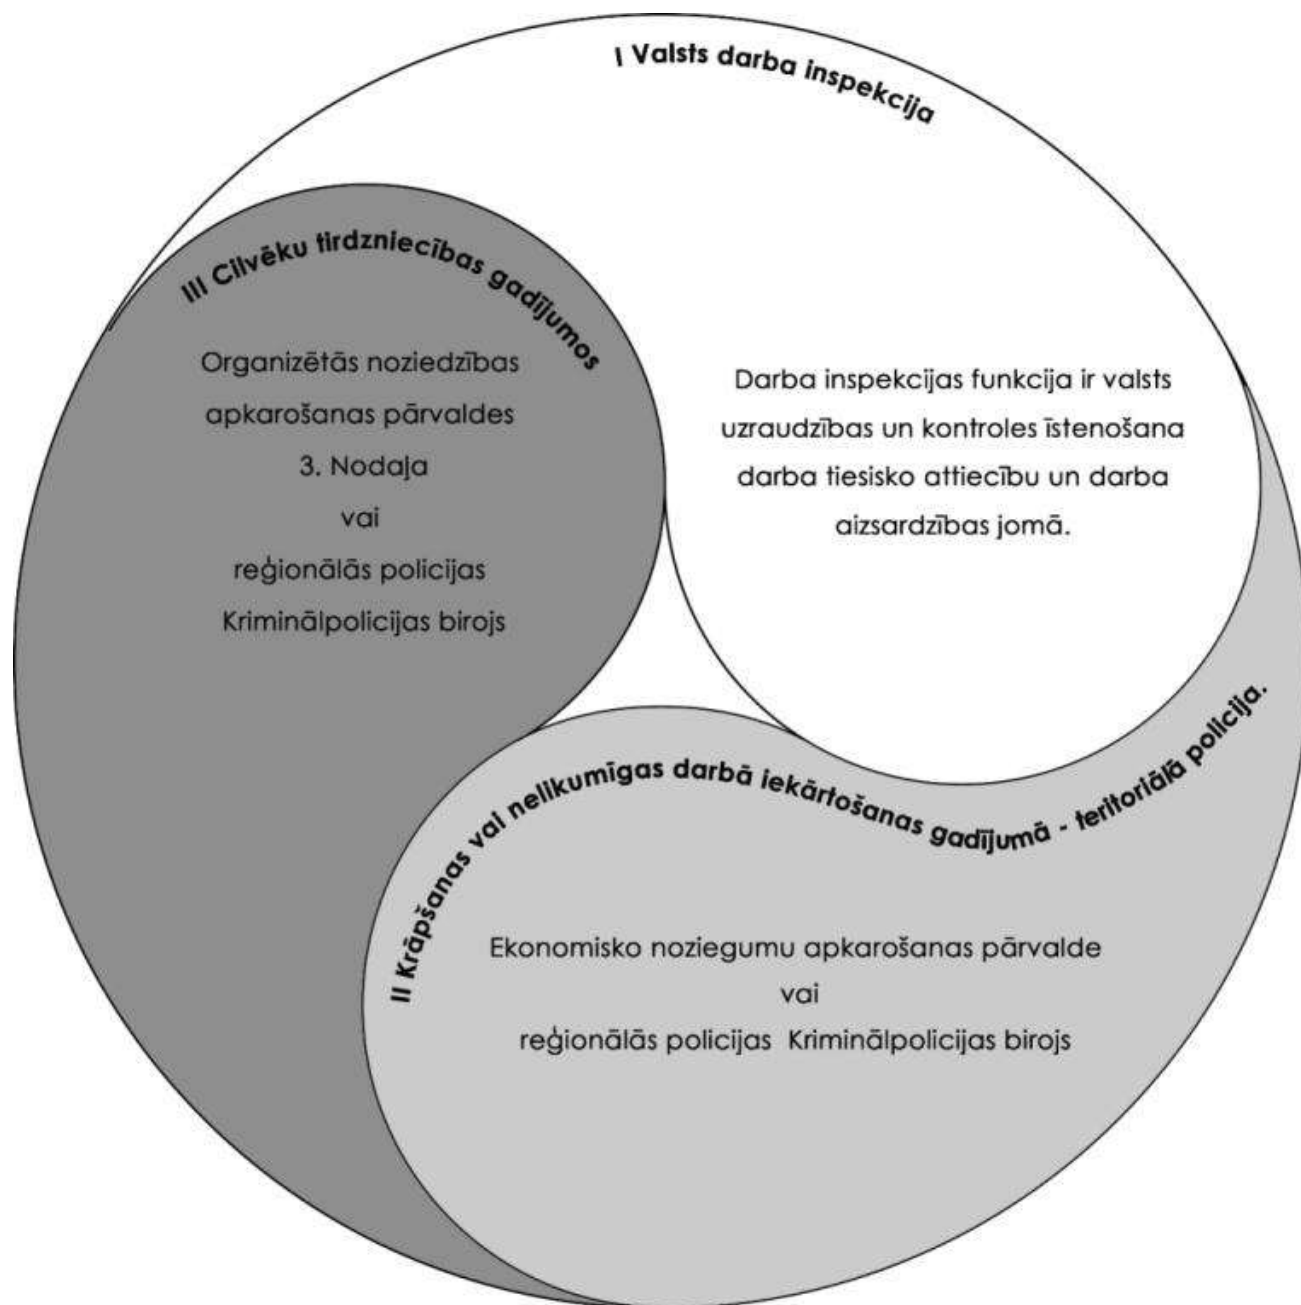 I Valsts darba inspekcija
Darba inspekcijas funkcija ir valsts
uzraudzības un kontroles īstenošana
darba tiesisko attiecību un darba
aizsardzības jomā.
II Krāpšanas vai nelikumīgas darbā iekārtošanas gadījumā - teritoriālā policija.
Ekonomisko noziegumu apkarošanas pārvalde
vai
reģionālās policijas Kriminālpolicijas birojs
III Cilvēku tirdzniecības gadījumos
Organizētās noziedzības
apkarošanas pārvaldes
3. Nodaļa
vai
reģionālās policijas
Kriminālpolicijas birojs